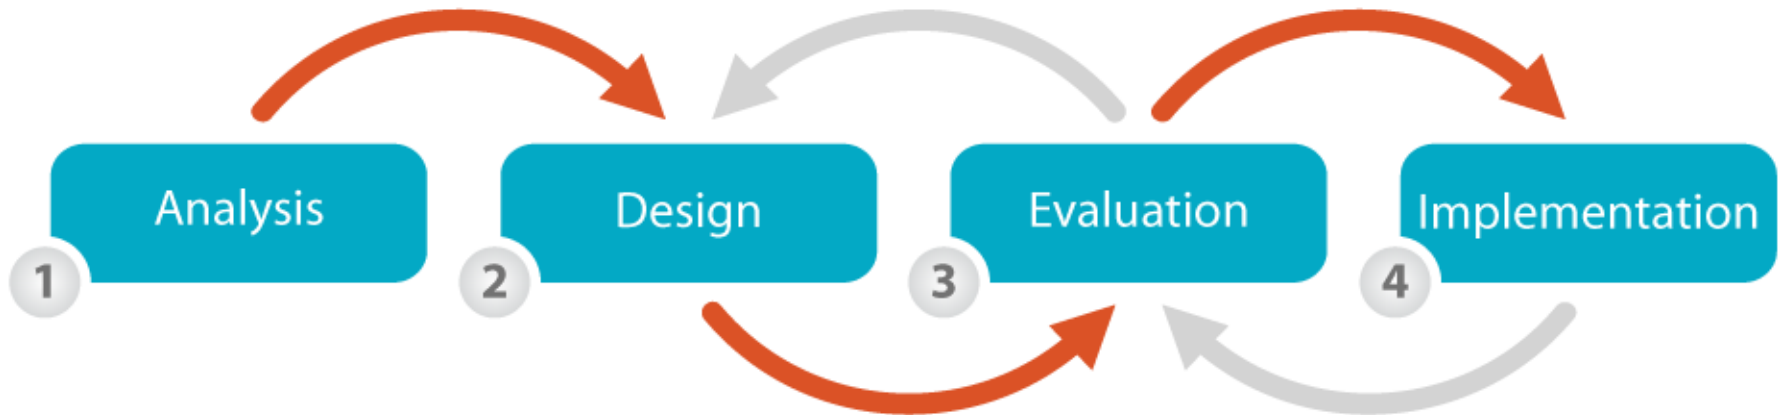 Analysis
1
Design
2
Evaluation
3
Implementation
4